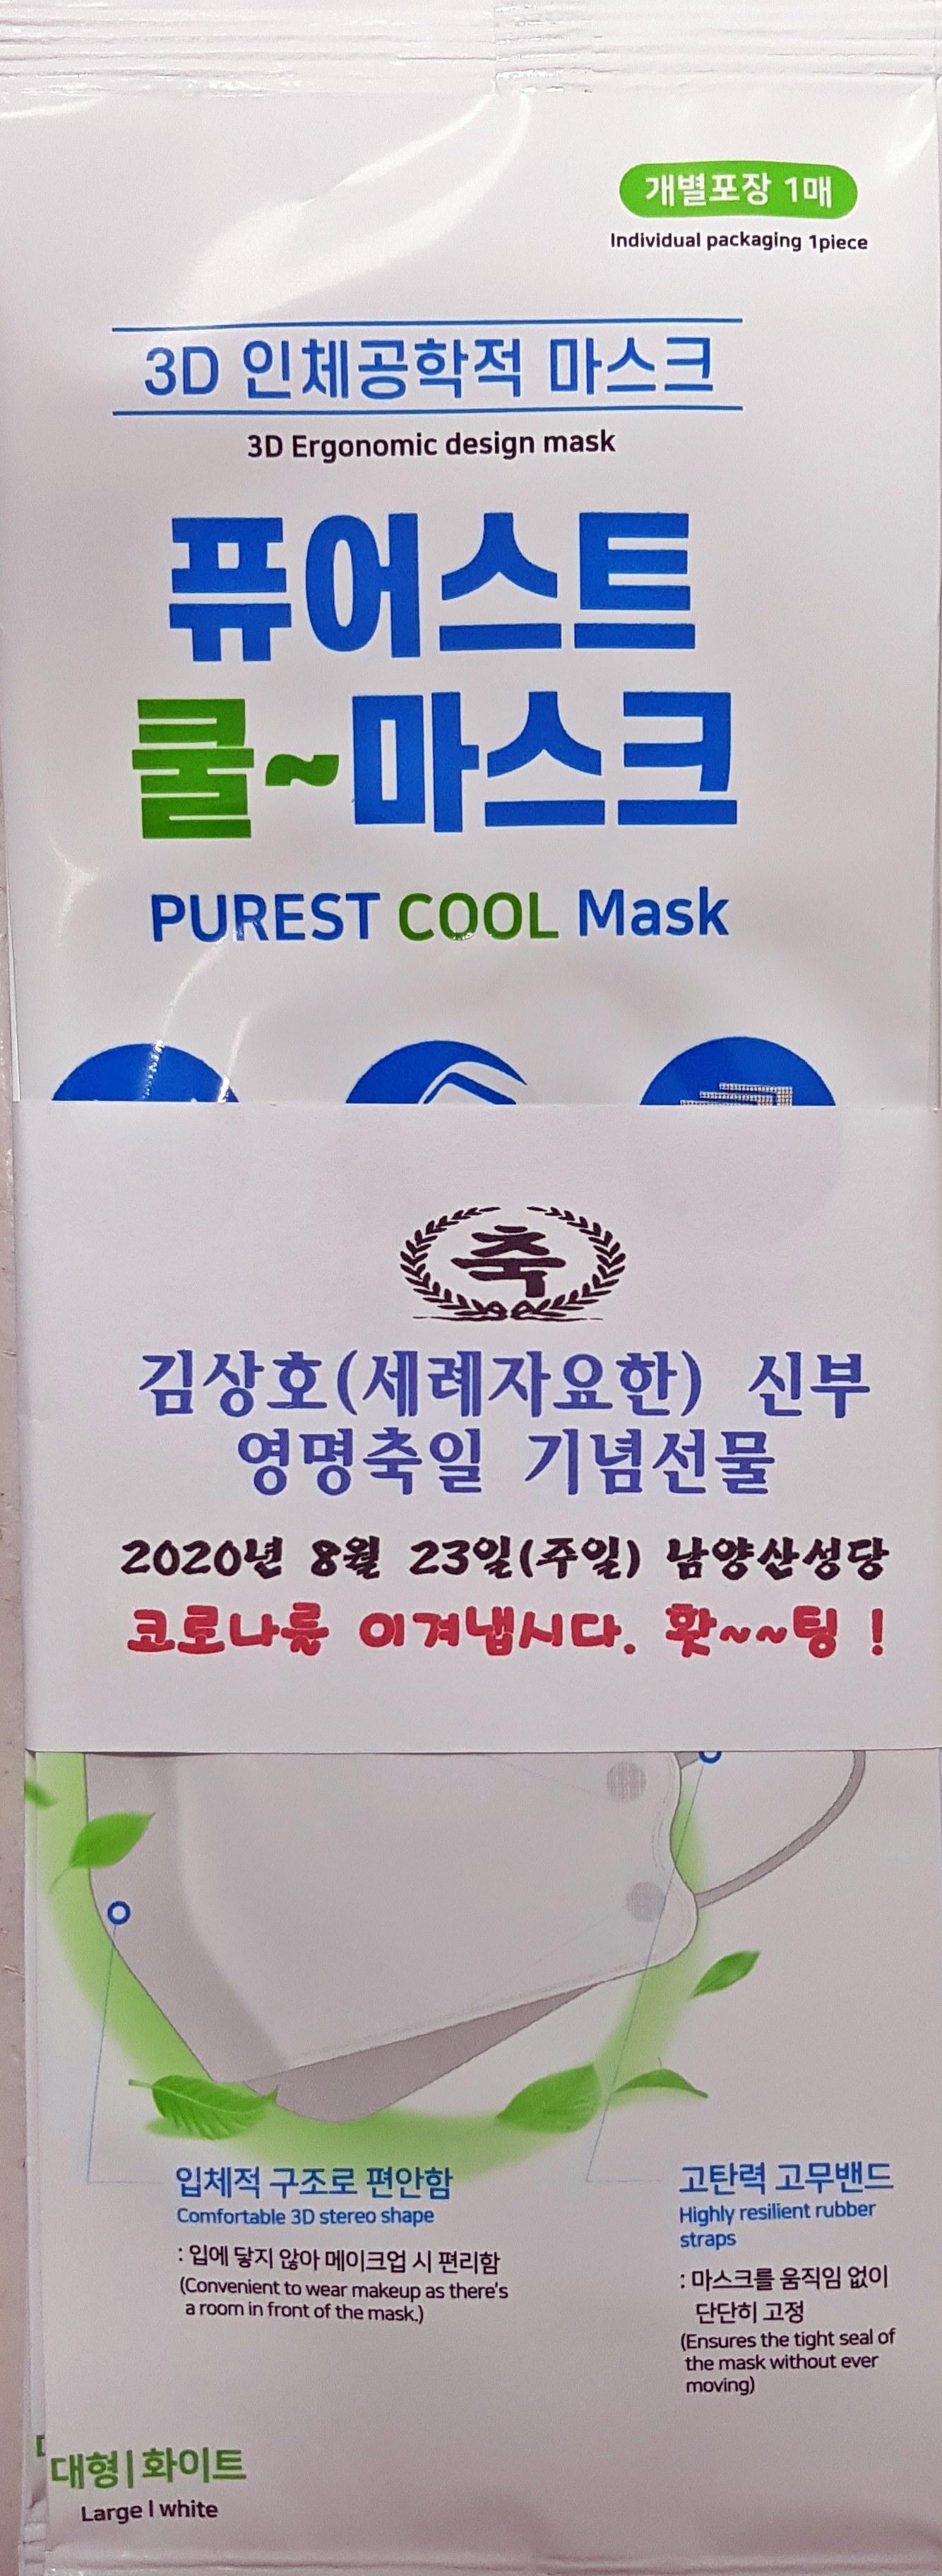 개별포장 1매
Individual packaging 1piece
3D 인체공학적 마스크
3D Ergonomic design mask
퓨어스트
쿨~마스크
PUREST COOL Mask
축
김상호(세례자요한) 신부
영명축일 기념선물
2020년 8월 23일(주일) 남양산성당
코로나를 이겨냅시다. 홧~~팅 !
입체적 구조로 편안함
Comfortable 3D stereo shape
: 입에 닿지 않아 메이크업 시 편리함
(Convenient to wear makeup as there's
a room in front of the mask.)
고탄력 고무밴드
Highly resilient rubber
straps
: 마스크를 움직임 없이
단단히 고정
(Ensures the tight seal of
the mask without ever
moving)
대형 | 화이트
Large | white